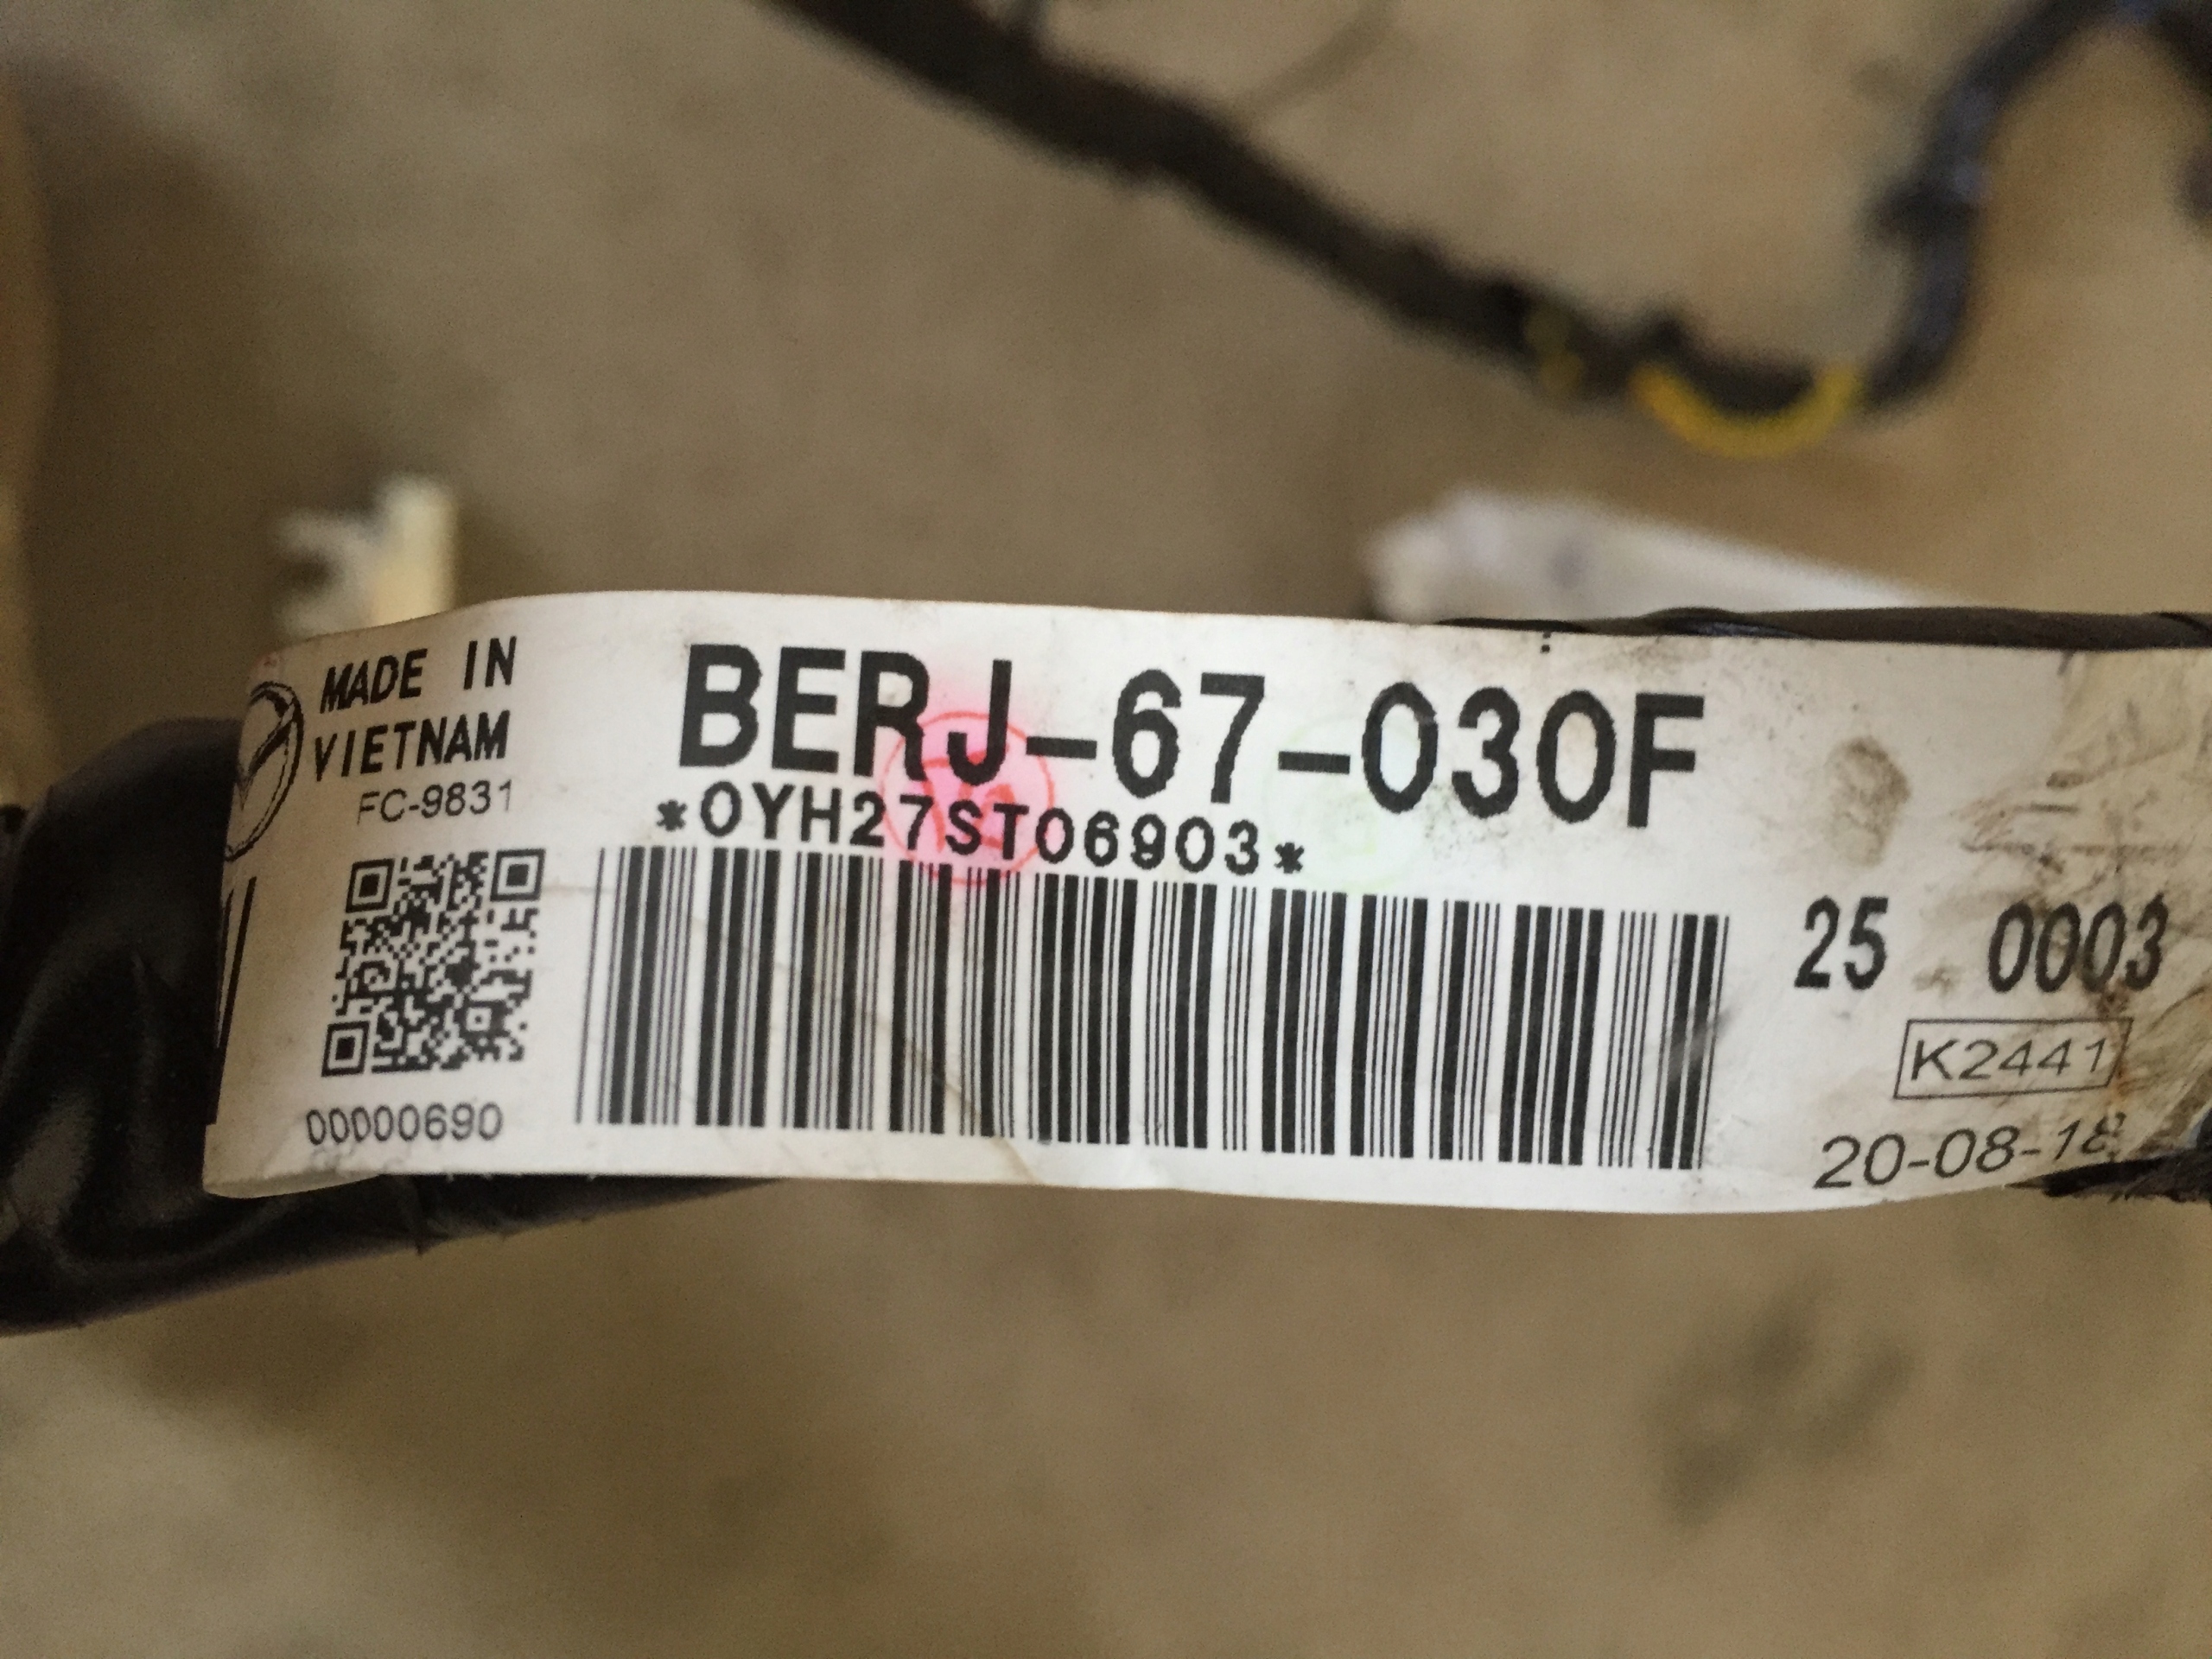 MADE IN
VIETNAM
FC-9831
BERJ-67-030F
*0YH27ST06903*
25 0003
K2441
00000690
20-08-18